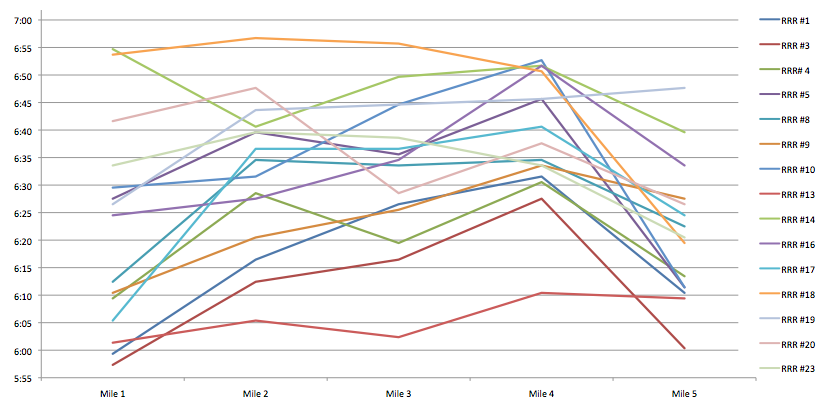 7:00
6:55
6:50
6:45
6:40
6:35
6:30
6:25
6:20
6:15
6:10
6:05
6:00
5:55
Mile 1 Mile 2 Mile 3 Mile 4 Mile 5
RRR #1
RRR #3
RRR# 4
RRR #5
RRR #8
RRR #9
RRR #10
RRR #13
RRR #14
RRR #16
RRR #17
RRR #18
RRR #19
RRR #20
RRR #23